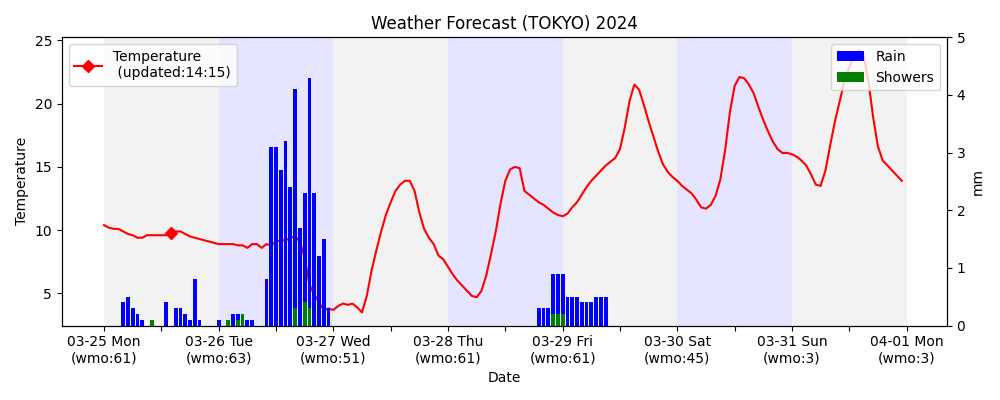 Weather Forecast (TOKYO) 2024
Temperature
(updated:14:15)
Rain
Showers
25
20
15
10
5
Temperature
5
4
3
2
1
0
mm
03-25 Mon
(wmo:61)
03-26 Tue
(wmo:63)
03-27 Wed
(wmo:51)
03-28 Thu
(wmo:61)
03-29 Fri
(wmo:61)
03-30 Sat
(wmo:45)
03-31 Sun
(wmo:3)
04-01 Mon
(wmo:3)
Date